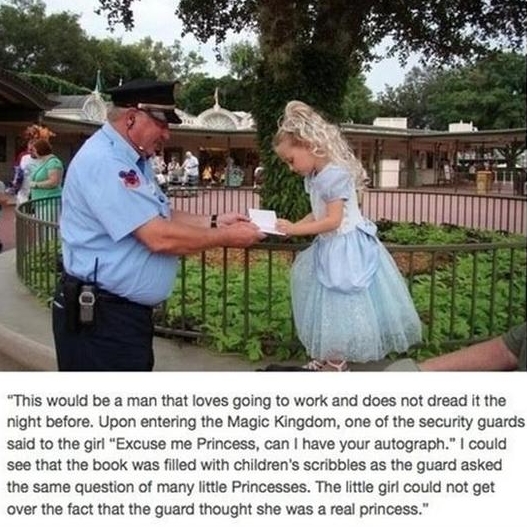 “This would be a man that loves going to work and does not dread it the
night before. Upon entering the Magic Kingdom, one of the security guards
said to the girl “Excuse me Princess, can I have your autograph.” I could
see that the book was filled with children’s scribbles as the guard asked
the same question of many little Princesses. The little girl could not get
over the fact that the guard thought she was a real princess.”